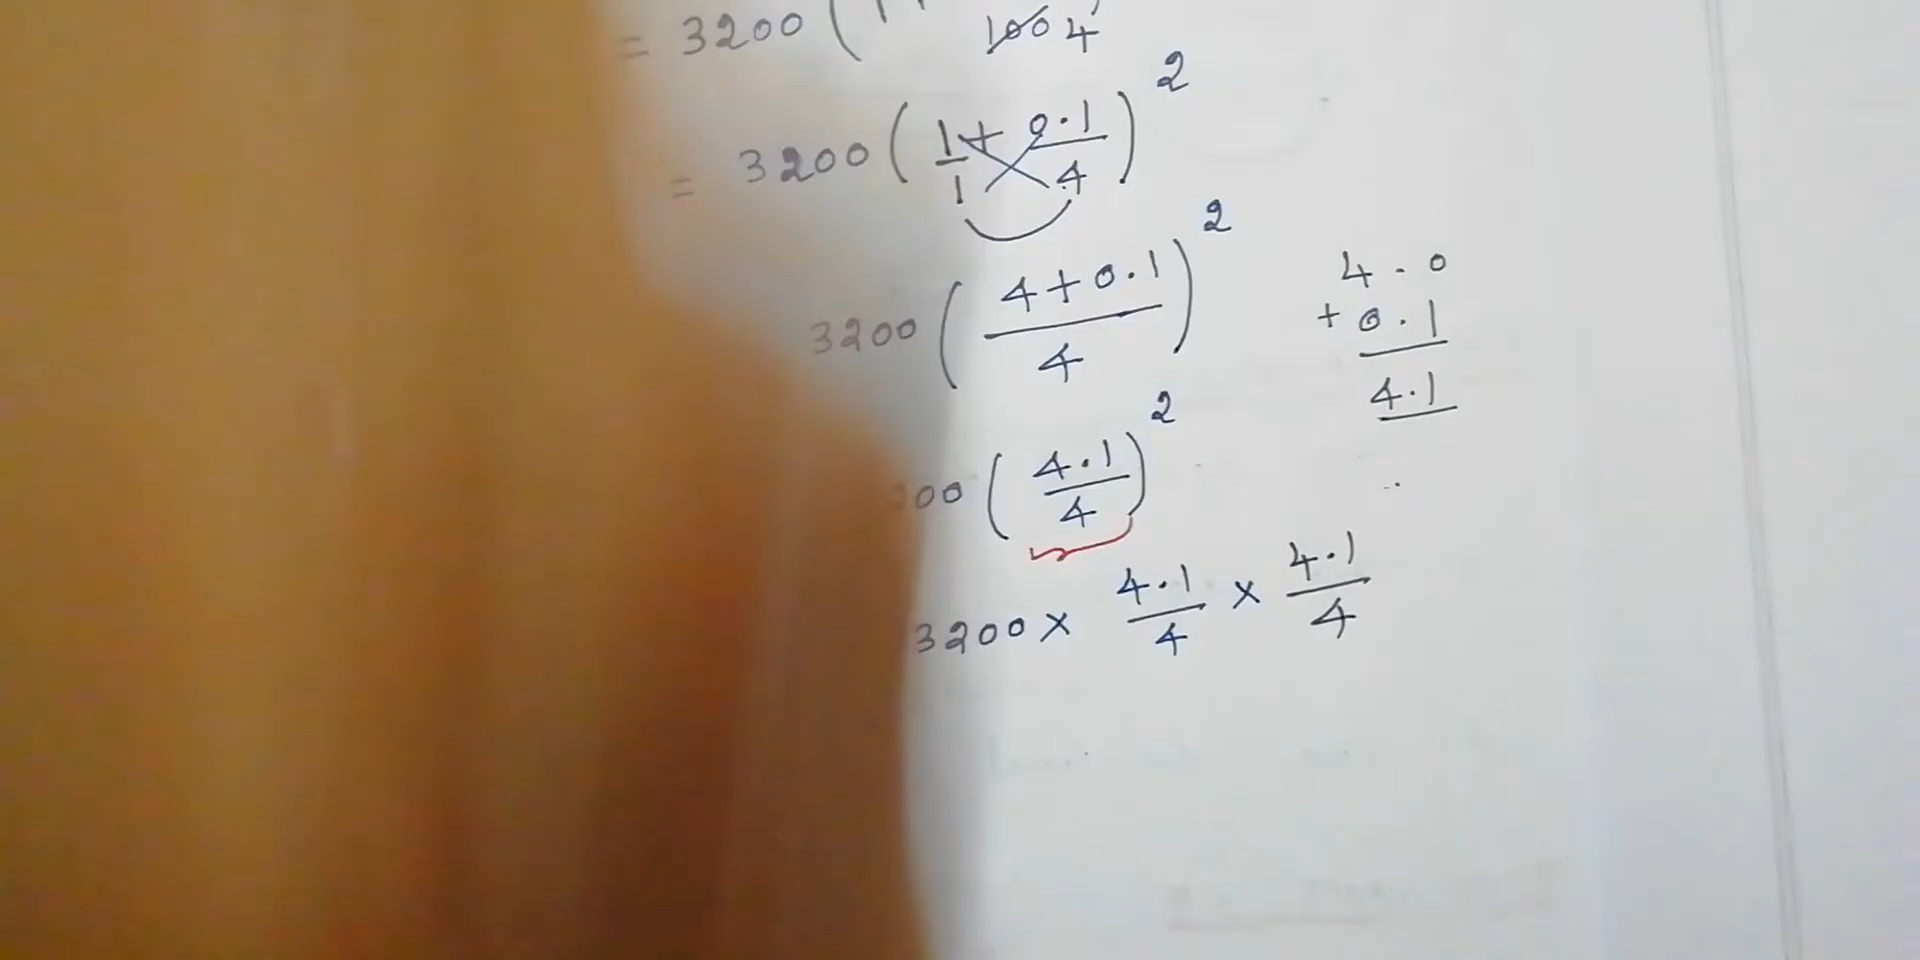 = 3200 (
100 4
= 3200 ( 1/1 + 0.1/4 )²
3200 ( (4+0.1)/4 )²
4.0
+ 0.1
4.1
00 ( 4.1/4 )²
3200 × 4.1/4 × 4.1/4